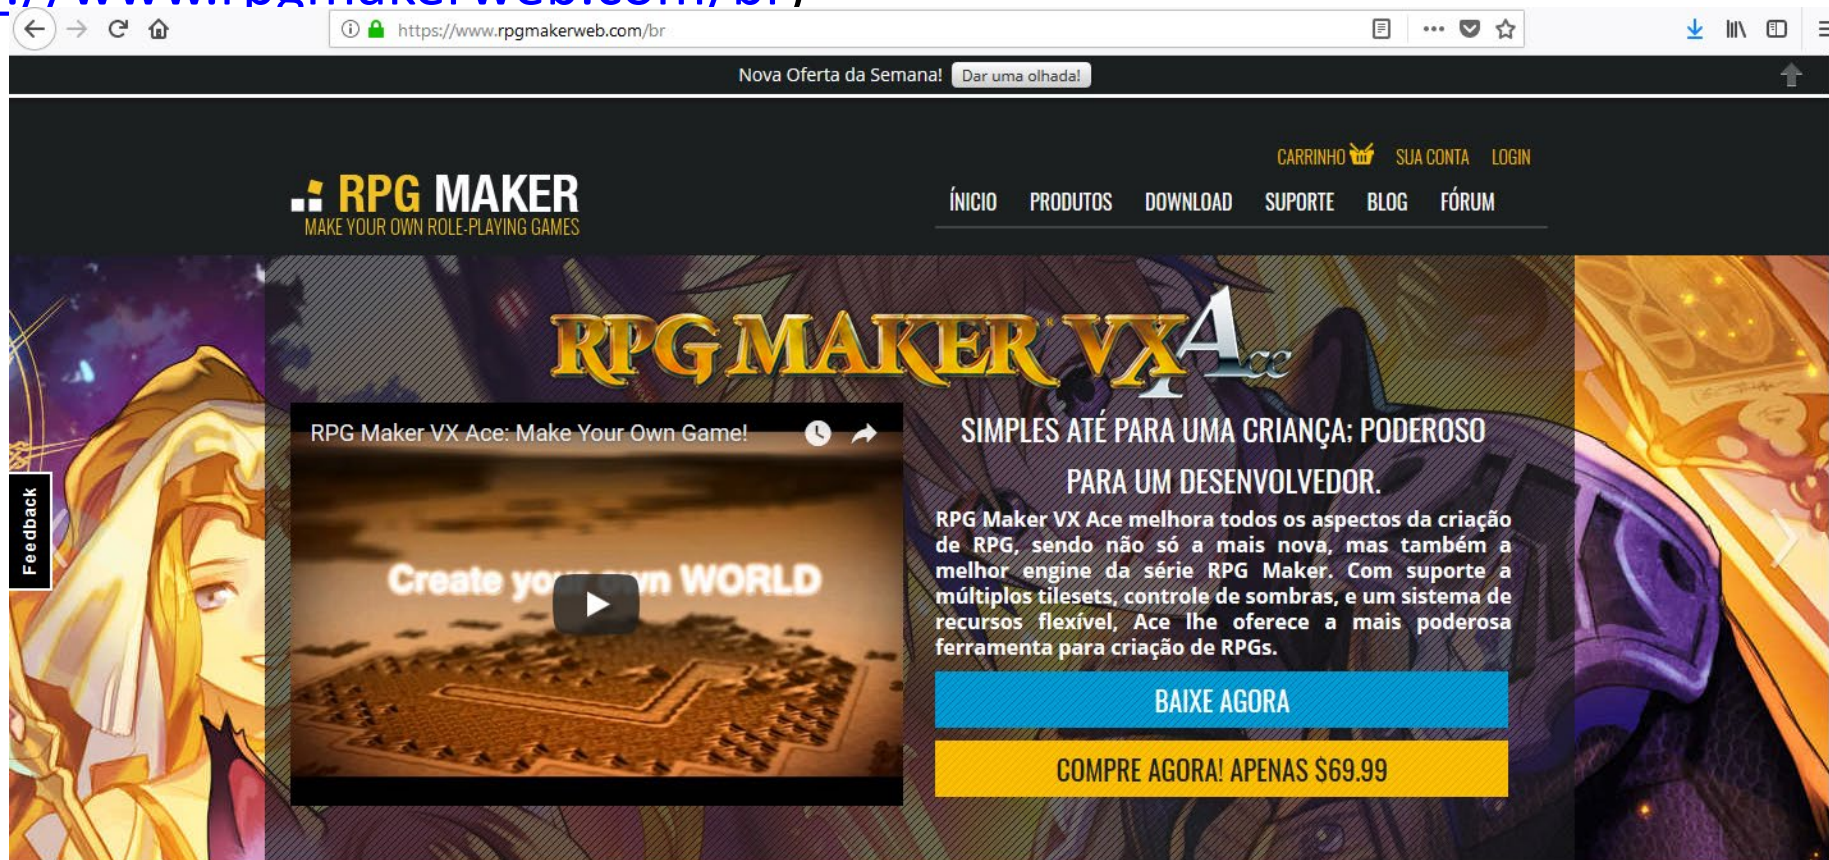 ://www.rpgmakerweb.com/br/
https://www.rpgmakerweb.com/br
Nova Oferta da Semana! Dar uma olhada!
CARRINHO SUA CONTA LOGIN
RPG MAKER
MAKE YOUR OWN ROLE-PLAYING GAMES
ÍNICIO PRODUTOS DOWNLOAD SUPORTE BLOG FÓRUM
RPG MAKER VX Ace
RPG Maker VX Ace: Make Your Own Game!
Create your own WORLD
SIMPLES ATÉ PARA UMA CRIANÇA; PODEROSO
PARA UM DESENVOLVEDOR.
RPG Maker VX Ace melhora todos os aspectos da criação
de RPG, sendo não só a mais nova, mas também a
melhor engine da série RPG Maker. Com suporte a
múltiplos tilesets, controle de sombras, e um sistema de
recursos flexível, Ace lhe oferece a mais poderosa
ferramenta para criação de RPGs.
BAIXE AGORA
COMPRE AGORA! APENAS $69.99
Feedback